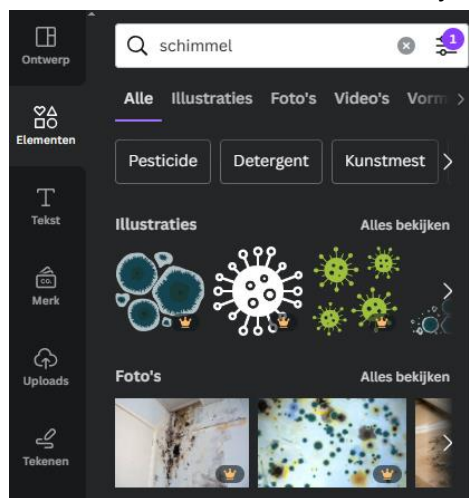 Ontwerp
Elementen
Tekst
CO.
Merk
Uploads
Tekenen
schimmel
1
Alle Illustraties Foto's Video's Vorm
Pesticide Detergent Kunstmest
Illustraties Alles bekijken
Foto's Alles bekijken